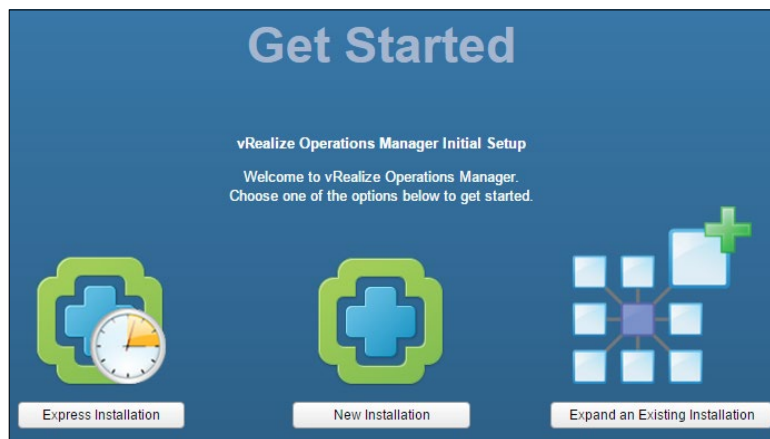 Get Started
vRealize Operations Manager Initial Setup
Welcome to vRealize Operations Manager.
Choose one of the options below to get started.
Express Installation
New Installation
Expand an Existing Installation